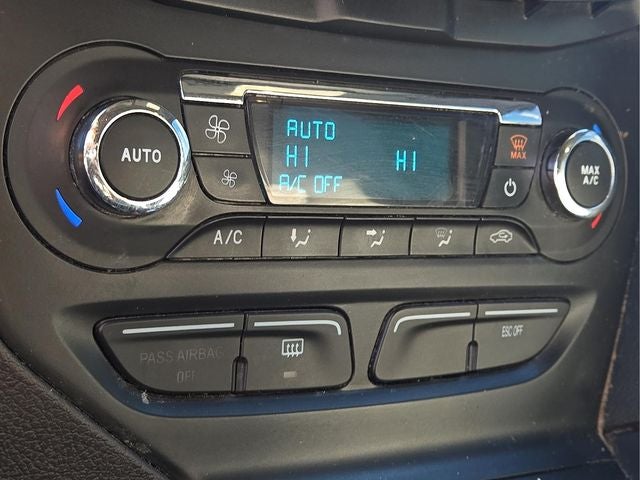 AUTO
HI HI
A/C OFF
AUTO
MAX
MAX
A/C
A/C
PASS AIRBAG
OFF
ESC OFF